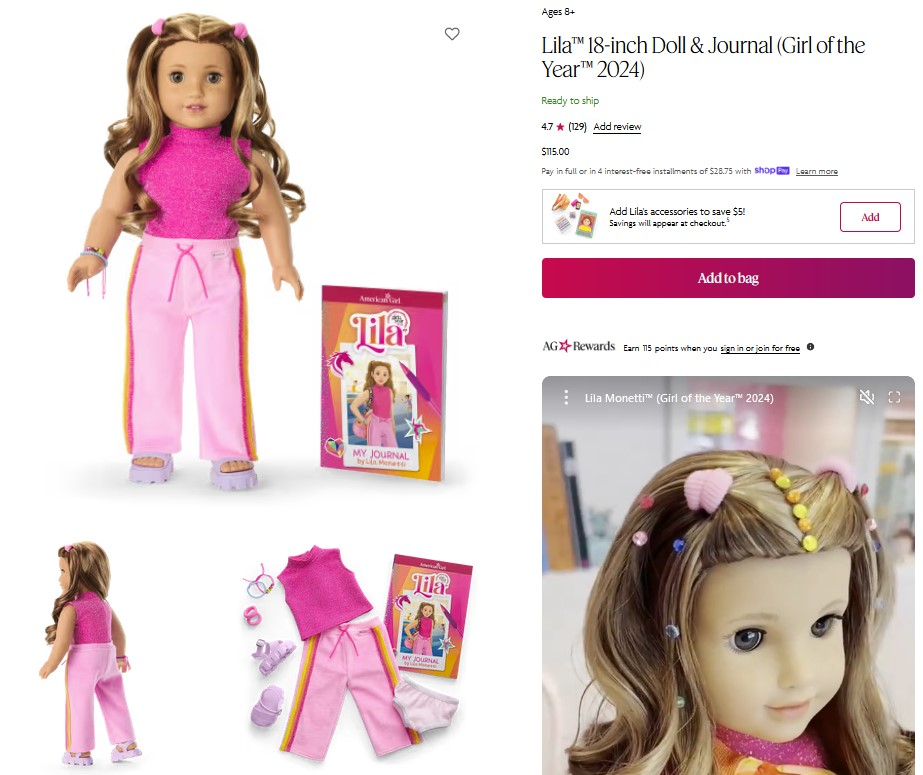 Ages 8+
Lila™ 18-inch Doll & Journal (Girl of the
Year™ 2024)
Ready to ship
4.7 ★ (129) Add review
$115.00
Pay in full or in 4 interest-free installments of $28.75 with shop Pay Learn more
Add Lila's accessories to save $5!
Savings will appear at checkout.
Add
Add to bag
AG Rewards Earn 115 points when you sign in or join for free
Lila Monetti™ (Girl of the Year™ 2024)
American Girl
Lila
MY JOURNAL
by Lila Monetti
American Girl
Lila
MY JOURNAL